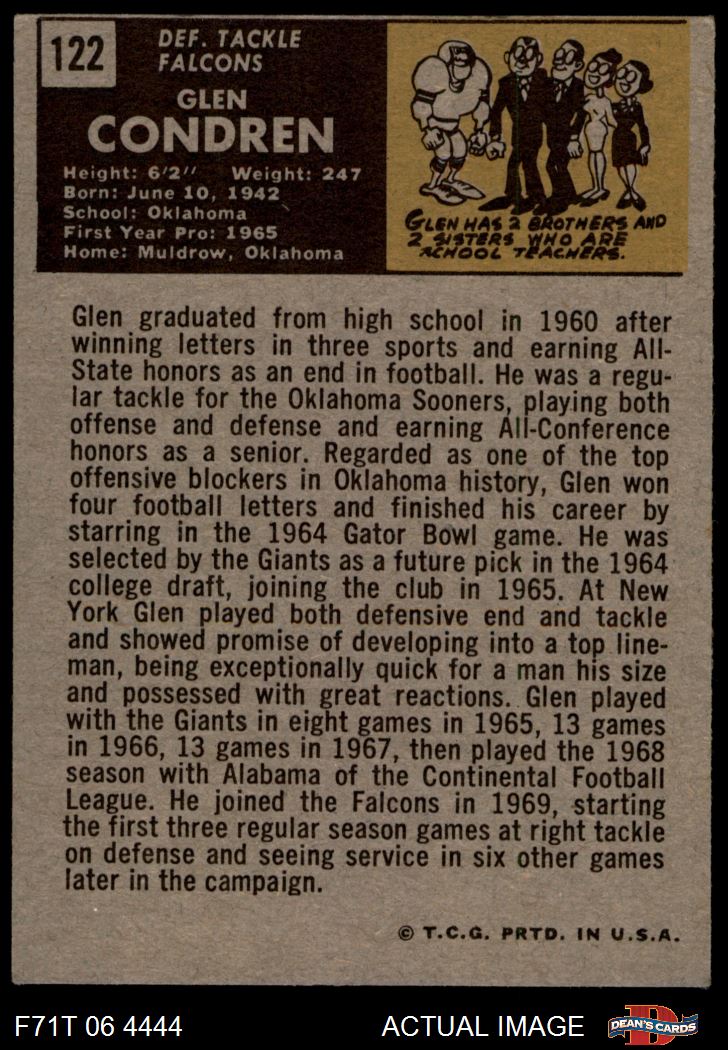 122
DEF. TACKLE
FALCONS
GLEN
CONDREN
Height: 6'2" Weight: 247
Born: June 10, 1942
School: Oklahoma
First Year Pro: 1965
Home: Muldrow, Oklahoma
GLEN HAS 2 BROTHERS AND
2 SISTERS WHO ARE
SCHOOL TEACHERS.
Glen graduated from high school in 1960 after
winning letters in three sports and earning All-
State honors as an end in football. He was a regu-
lar tackle for the Oklahoma Sooners, playing both
offense and defense and earning All-Conference
honors as a senior. Regarded as one of the top
offensive blockers in Oklahoma history, Glen won
four football letters and finished his career by
starring in the 1964 Gator Bowl game. He was
selected by the Giants as a future pick in the 1964
college draft, joining the club in 1965. At New
York Glen played both defensive end and tackle
and showed promise of developing into a top line-
man, being exceptionally quick for a man his size
and possessed with great reactions. Glen played
with the Giants in eight games in 1965, 13 games
in 1966, 13 games in 1967, then played the 1968
season with Alabama of the Continental Football
League. He joined the Falcons in 1969, starting
the first three regular season games at right tackle
on defense and seeing service in six other games
later in the campaign.
© T.C.G. PRTD. IN U.S.A.
F71T 06 4444
ACTUAL IMAGE
D
DEAN'S CARDS